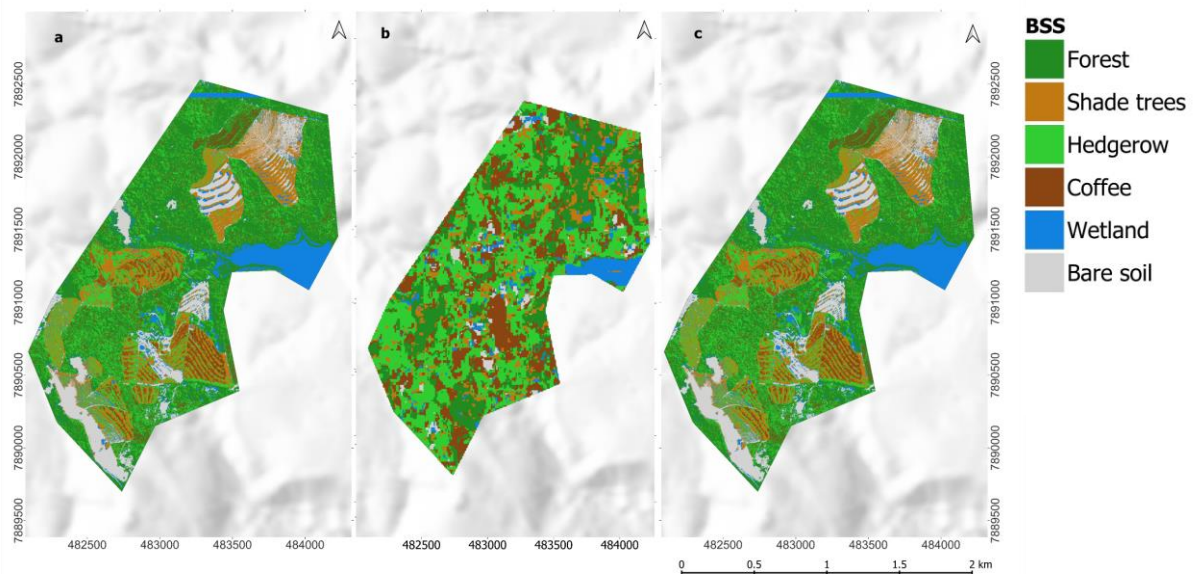 a
b
c
BSS
Forest
Shade trees
Hedgerow
Coffee
Wetland
Bare soil
7892500
7892000
7891500
7891000
7890500
7890000
7889500
7892500
7892000
7891500
7891000
7890500
7890000
7889500
482500 483000 483500 484000
482500 483000 483500 484000
482500 483000 483500 484000
0 0.5 1 1.5 2 km